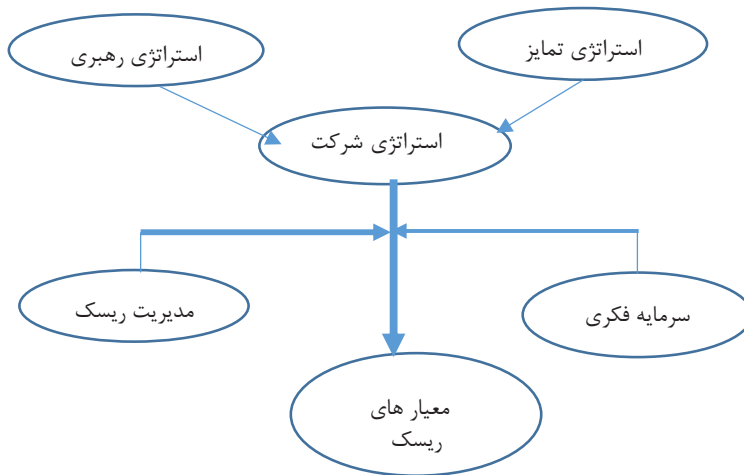 استراتژی تمایز
استراتژی رهبری
استراتژی شرکت
سرمایه فکری
مدیریت ریسک
معیار های
ریسک